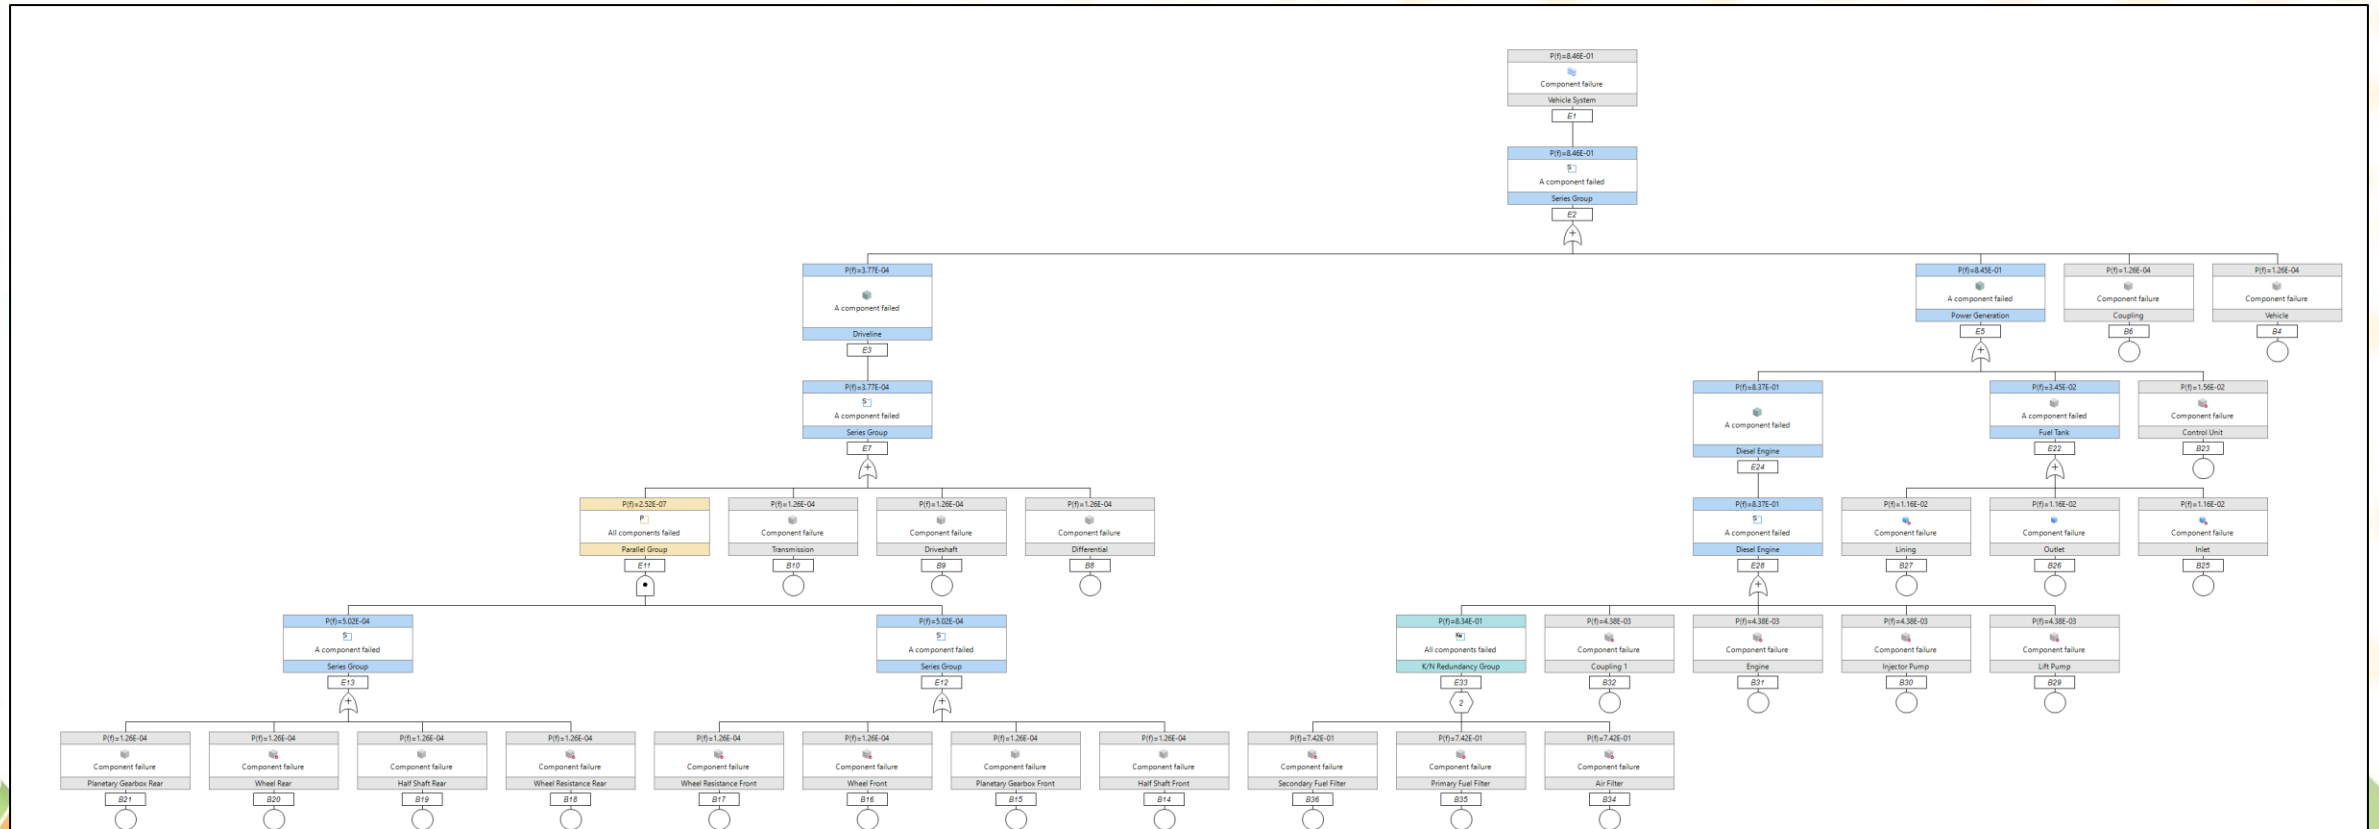 P(f)=8.46E-01
Component failure
Vehicle System
E1
P(f)=8.46E-01
S
A component failed
Series Group
E2
+
P(f)=3.77E-04
A component failed
Driveline
E3
P(f)=8.45E-01
A component failed
Power Generation
E5
+
P(f)=1.26E-04
Component failure
Coupling
B6
P(f)=1.26E-04
Component failure
Vehicle
B4
P(f)=3.77E-04
S
A component failed
Series Group
E7
+
P(f)=8.37E-01
A component failed
Diesel Engine
E24
P(f)=3.45E-02
A component failed
Fuel Tank
E22
+
P(f)=1.56E-02
Component failure
Control Unit
B23
P(f)=2.52E-07
P
All components failed
Parallel Group
E11
P(f)=1.26E-04
Component failure
Transmission
B10
P(f)=1.26E-04
Component failure
Driveshaft
B9
P(f)=1.26E-04
Component failure
Differential
B8
P(f)=8.37E-01
S
A component failed
Diesel Engine
E28
+
P(f)=1.16E-02
Component failure
Lining
B27
P(f)=1.16E-02
Component failure
Outlet
B26
P(f)=1.16E-02
Component failure
Inlet
B25
P(f)=5.02E-04
S
A component failed
Series Group
E13
+
P(f)=5.02E-04
S
A component failed
Series Group
E12
+
P(f)=8.34E-01
All components failed
K/N Redundancy Group
E33
2
P(f)=4.38E-03
Component failure
Coupling 1
B32
P(f)=4.38E-03
Component failure
Engine
B31
P(f)=4.38E-03
Component failure
Injector Pump
B30
P(f)=4.38E-03
Component failure
Lift Pump
B29
P(f)=1.26E-04
Component failure
Planetary Gearbox Rear
B21
P(f)=1.26E-04
Component failure
Wheel Rear
B20
P(f)=1.26E-04
Component failure
Half Shaft Rear
B19
P(f)=1.26E-04
Component failure
Wheel Resistance Rear
B18
P(f)=1.26E-04
Component failure
Wheel Resistance Front
B17
P(f)=1.26E-04
Component failure
Wheel Front
B16
P(f)=1.26E-04
Component failure
Planetary Gearbox Front
B15
P(f)=1.26E-04
Component failure
Half Shaft Front
B14
P(f)=7.42E-01
Component failure
Secondary Fuel Filter
B36
P(f)=7.42E-01
Component failure
Primary Fuel Filter
B35
P(f)=7.42E-01
Component failure
Air Filter
B34